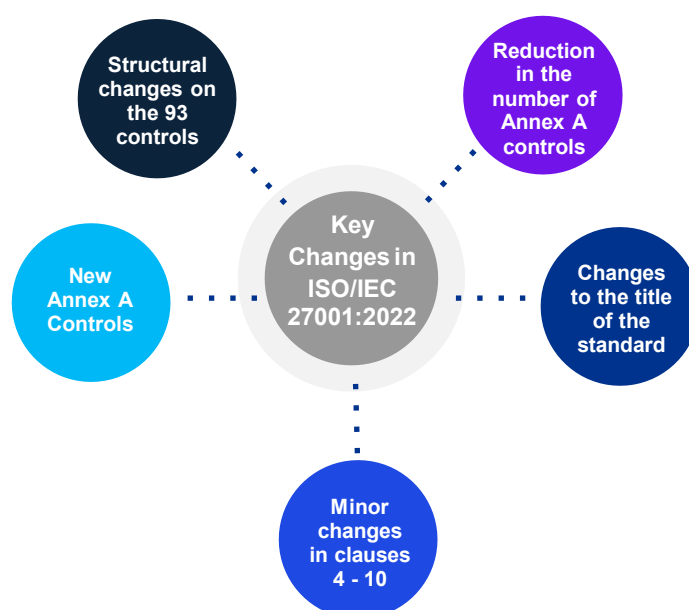 Structural
changes on
the 93
controls
Reduction
in the
number of
Annex A
controls
Key
Changes in
ISO/IEC
27001:2022
New
Annex A
Controls
Changes
to the title
of the
standard
Minor
changes
in clauses
4 - 10